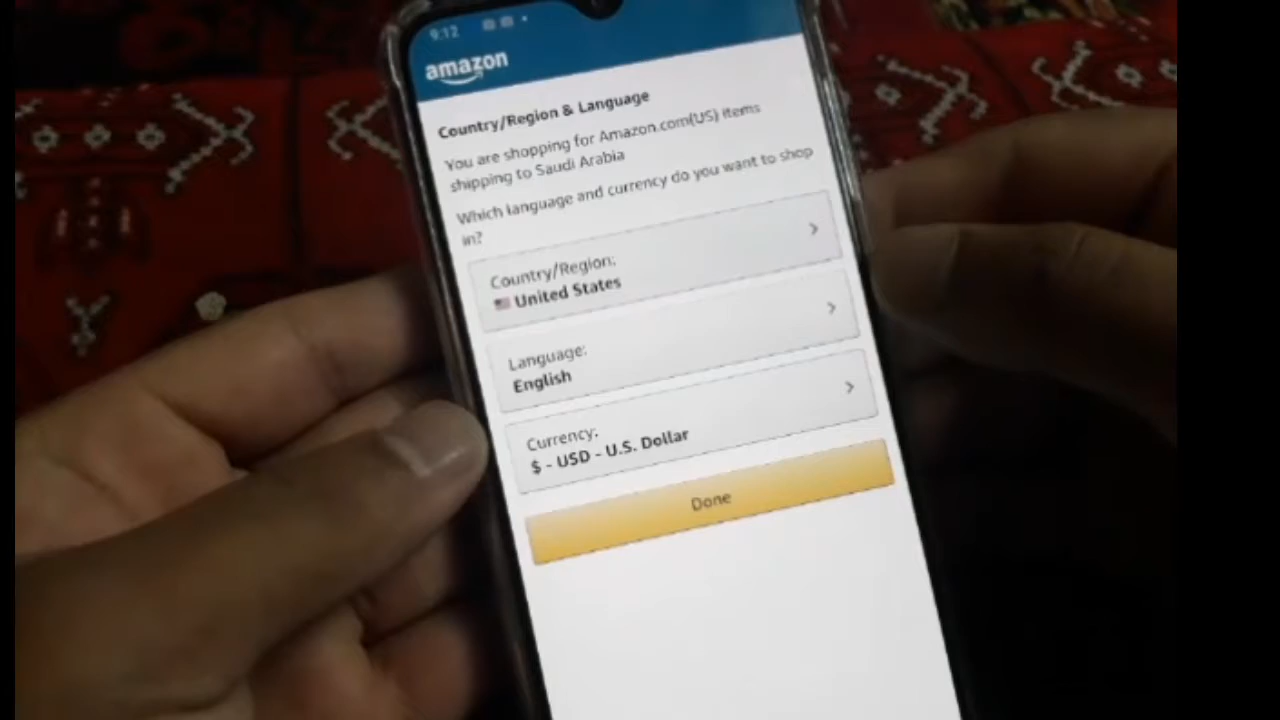 9:12
amazon
Country/Region & Language
You are shopping for Amazon.com(US) items
shipping to Saudi Arabia
Which language and currency do you want to shop
in?
Country/Region:
United States
Language:
English
Currency:
$ - USD - U.S. Dollar
Done